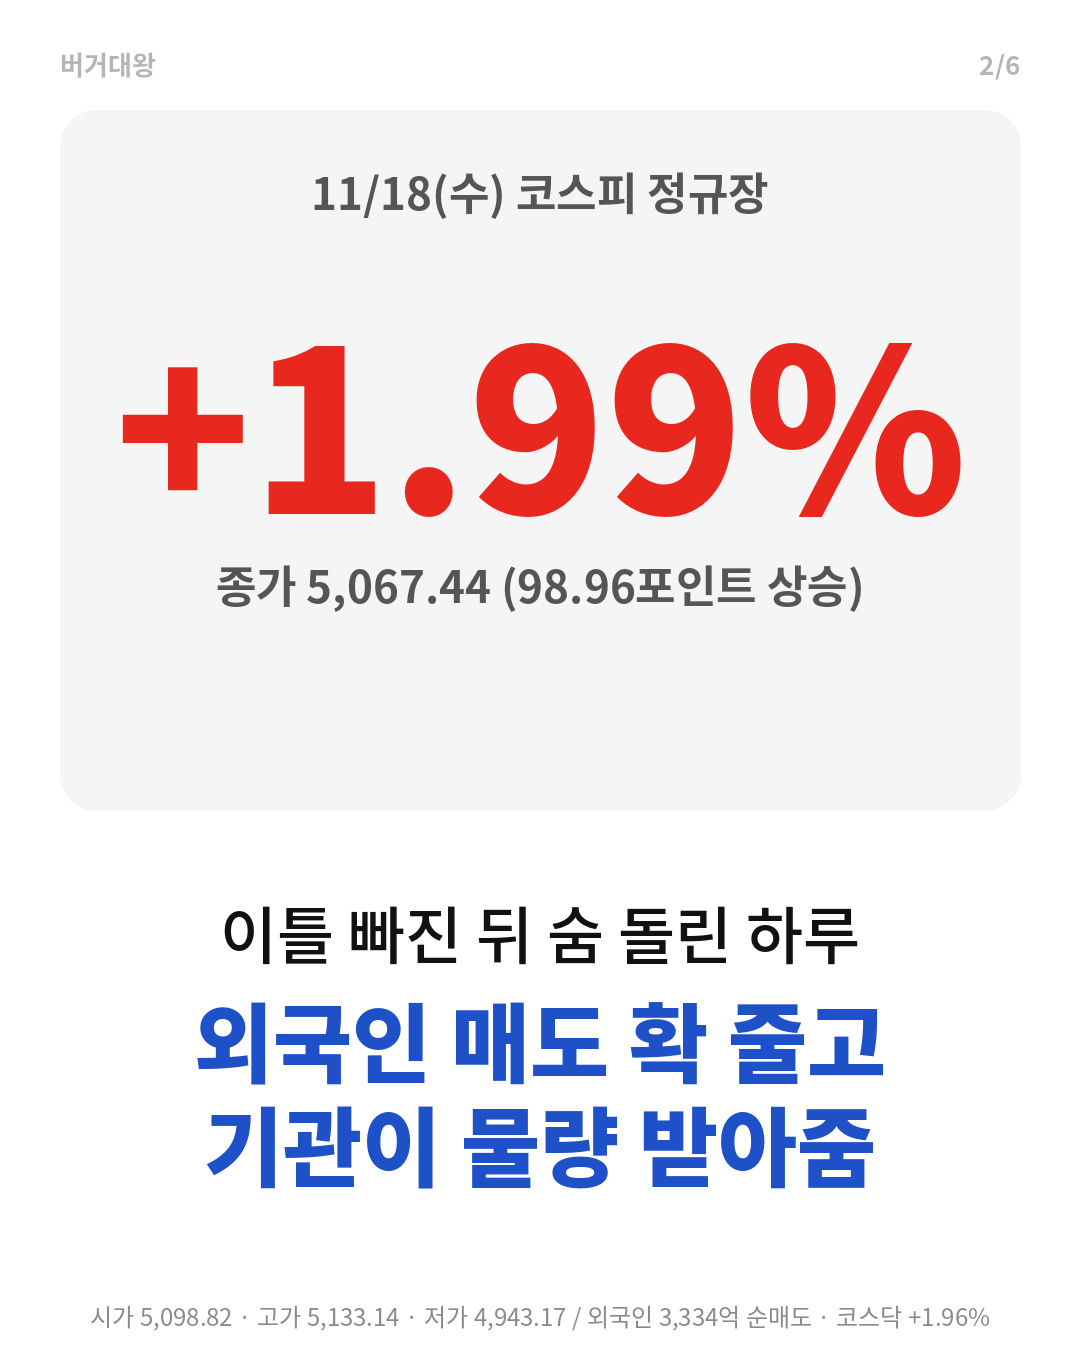 버거대왕
2/6
11/18(수) 코스피 정규장
+1.99%
종가 5,067.44 (98.96포인트 상승)
이틀 빠진 뒤 숨 돌린 하루
외국인 매도 확 줄고
기관이 물량 받아줌
시가 5,098.82 · 고가 5,133.14 · 저가 4,943.17 / 외국인 3,334억 순매도 · 코스닥 +1.96%